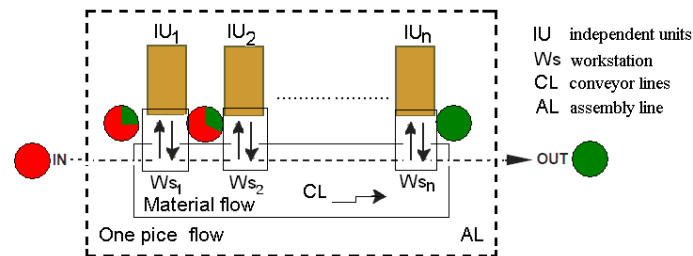 IU1 IU2 IUn
IU independent units
Ws workstation
CL conveyor lines
AL assembly line
IN OUT
Ws1 Ws2 CL Wsn
Material flow
One pice flow AL